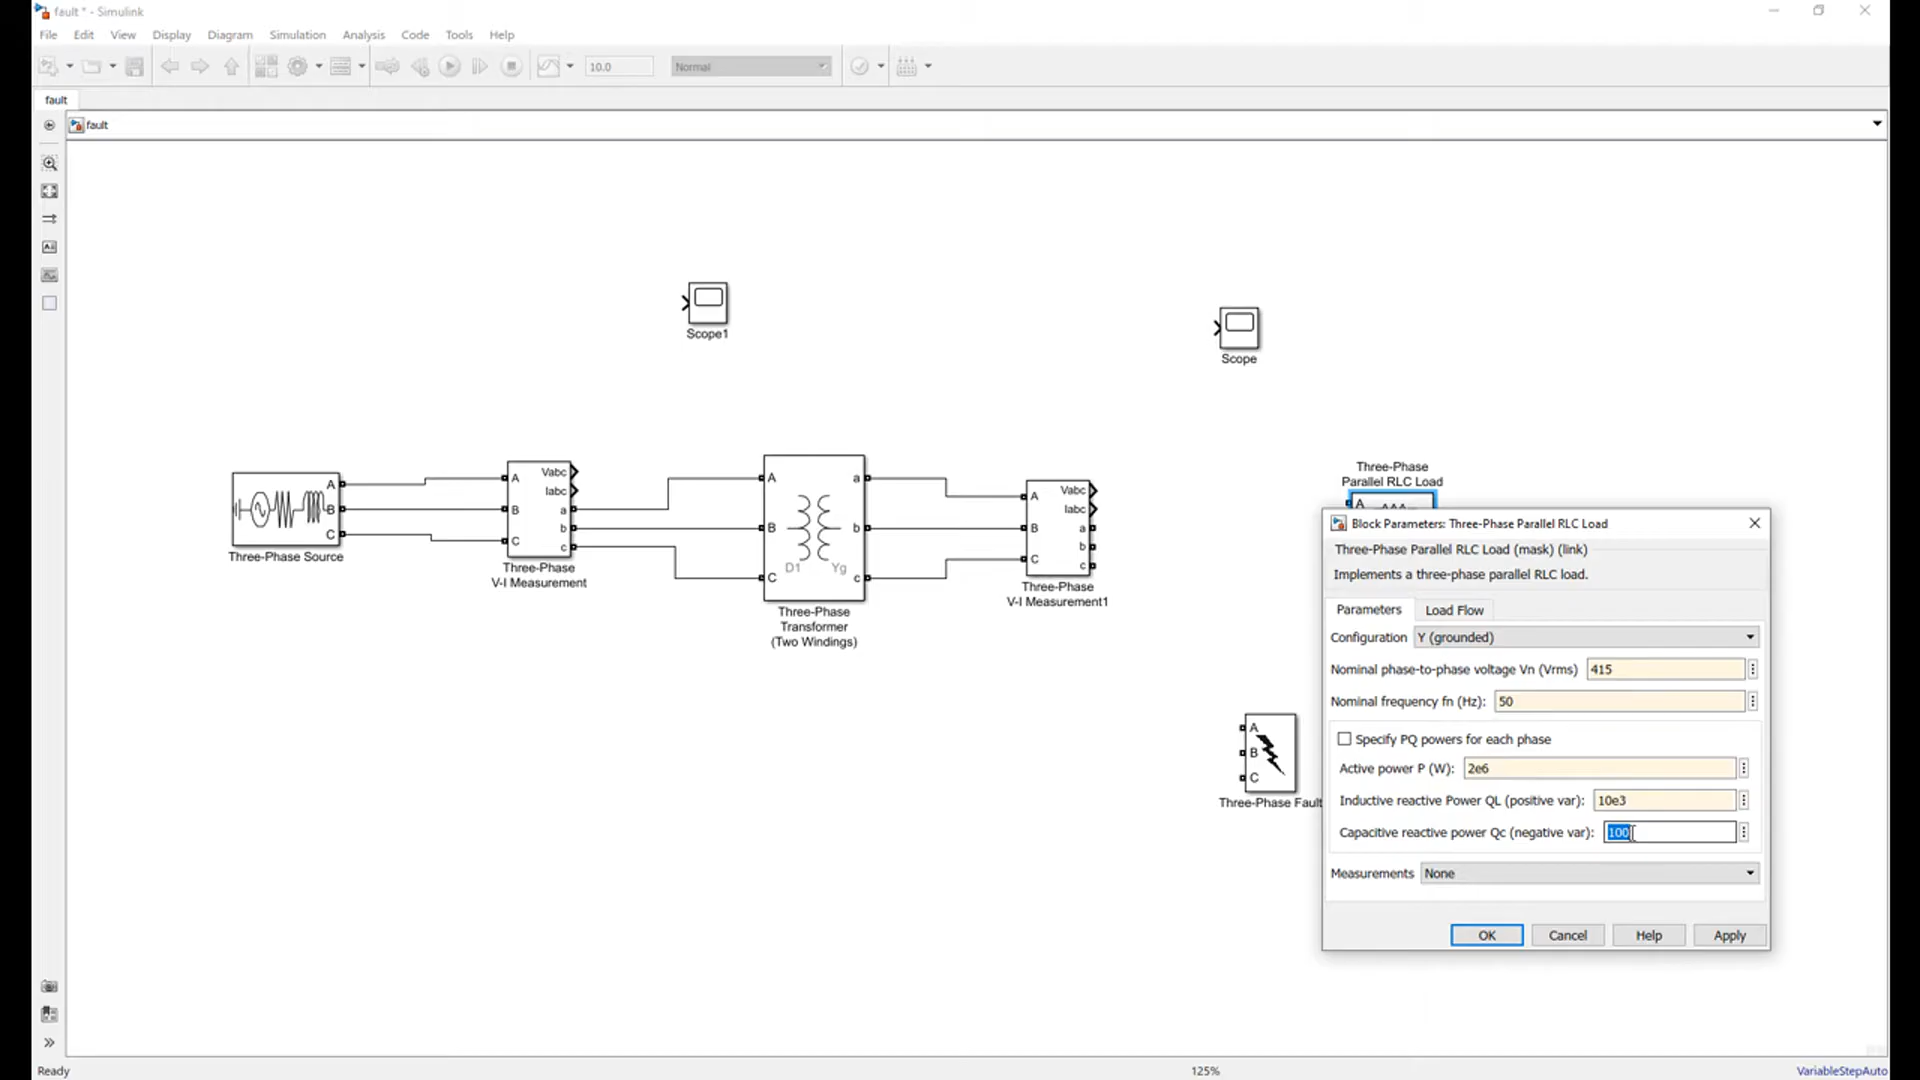 fault * - Simulink
File Edit View Display Diagram Simulation Analysis Code Tools Help
10.0 Normal
fault
fault
Scope1
Scope
A
B
C
Three-Phase Source
A
B
C
Vabc
Iabc
a
b
c
Three-Phase
V-I Measurement
A
B
C
a
b
c
D1 Yg
Three-Phase
Transformer
(Two Windings)
A
B
C
Vabc
Iabc
a
b
c
Three-Phase
V-I Measurement1
Three-Phase
Parallel RLC Load
A
A
B
C
Three-Phase Fault
Block Parameters: Three-Phase Parallel RLC Load
Three-Phase Parallel RLC Load (mask) (link)
Implements a three-phase parallel RLC load.
Parameters Load Flow
Configuration Y (grounded)
Nominal phase-to-phase voltage Vn (Vrms) 415
Nominal frequency fn (Hz): 50
Specify PQ powers for each phase
Active power P (W): 2e6
Inductive reactive Power QL (positive var): 10e3
Capacitive reactive power Qc (negative var): 100
Measurements None
OK Cancel Help Apply
Ready 125% VariableStepAuto